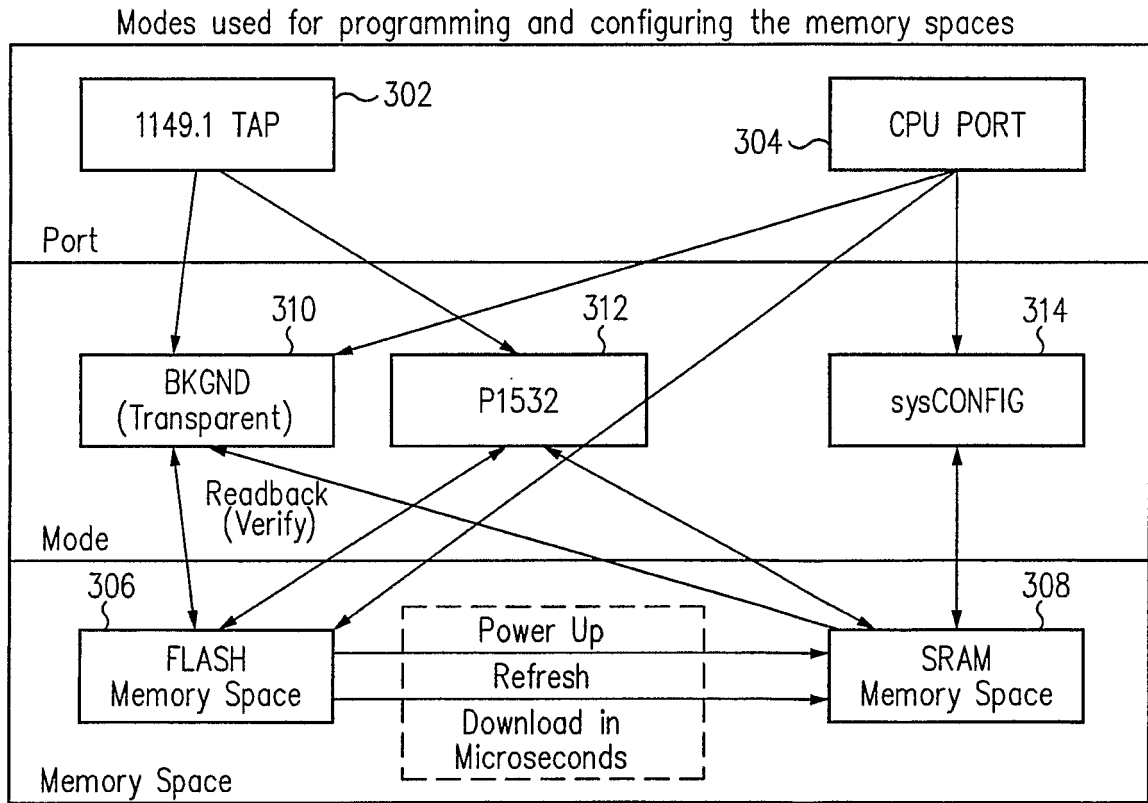 Modes used for programming and configuring the memory spaces
1149.1 TAP
302
CPU PORT
304
Port
310
312
314
BKGND
(Transparent)
P1532
sysCONFIG
Readback
(Verify)
Mode
306
308
FLASH
Memory Space
Power Up
Refresh
Download in
Microseconds
SRAM
Memory Space
Memory Space